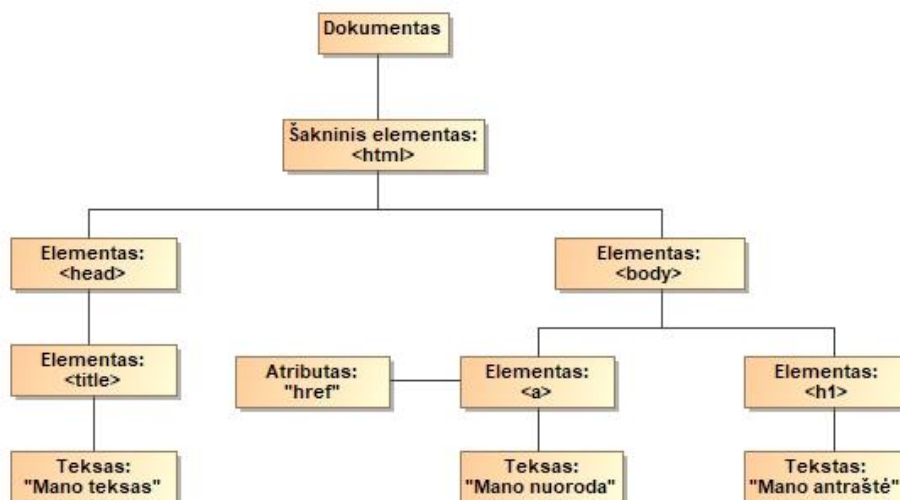 Dokumentas
Šakninis elementas:
<html>
Elementas:
<head>
Elementas:
<body>
Elementas:
<title>
Atributas:
"href"
Elementas:
<a>
Elementas:
<h1>
Teksas:
"Mano teksas"
Teksas:
"Mano nuoroda"
Tekstas:
"Mano antraštė"